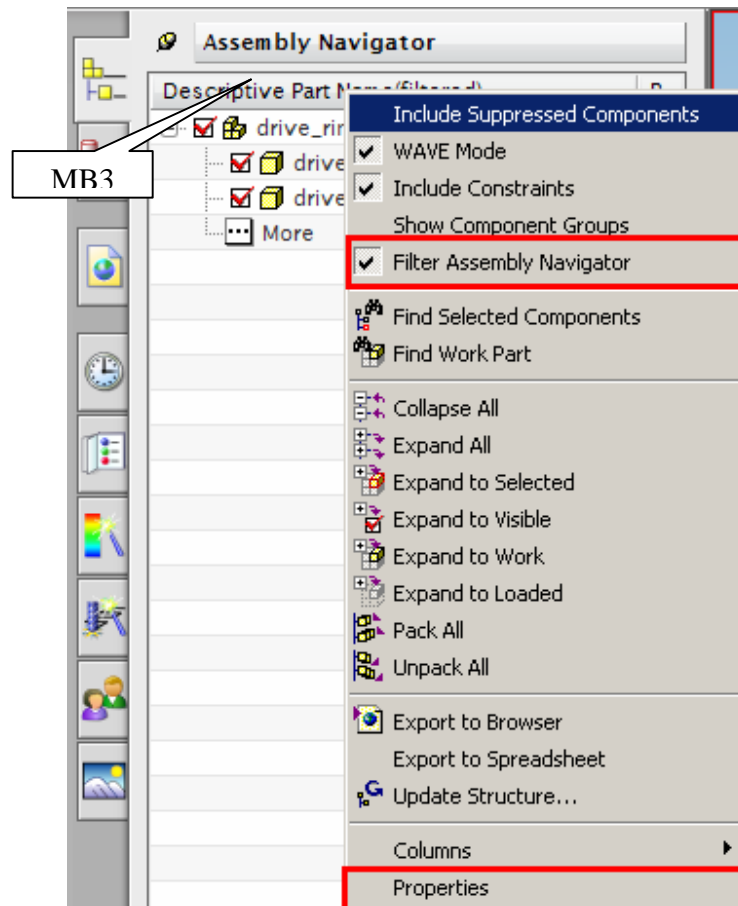 Assembly Navigator
Descriptive Part Name(filtered)
drive_rin
drive
drive
More
MB3
Include Suppressed Components
WAVE Mode
Include Constraints
Show Component Groups
Filter Assembly Navigator
Find Selected Components
Find Work Part
Collapse All
Expand All
Expand to Selected
Expand to Visible
Expand to Work
Expand to Loaded
Pack All
Unpack All
Export to Browser
Export to Spreadsheet
Update Structure...
Columns
Properties